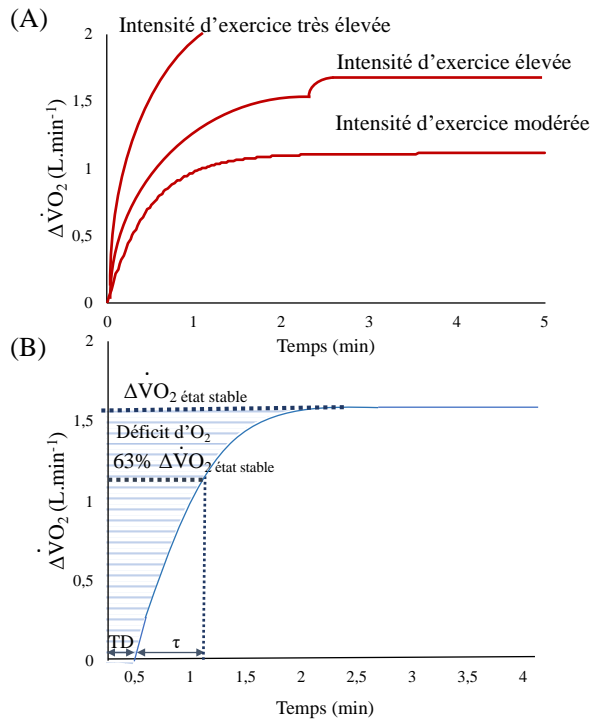 (A)
Intensité d'exercice très élevée
Intensité d'exercice élevée
Intensité d'exercice modérée
ΔV̇O₂ (L.min⁻¹)
2
1,5
1
0,5
0
0 1 2 3 4 5
Temps (min)
(B)
ΔV̇O₂ état stable
Déficit d'O₂
63% ΔV̇O₂ état stable
ΔV̇O₂ (L.min⁻¹)
2
1,5
1
0,5
0
TD τ
0,5 1 1,5 2 2,5 3 3,5 4
Temps (min)